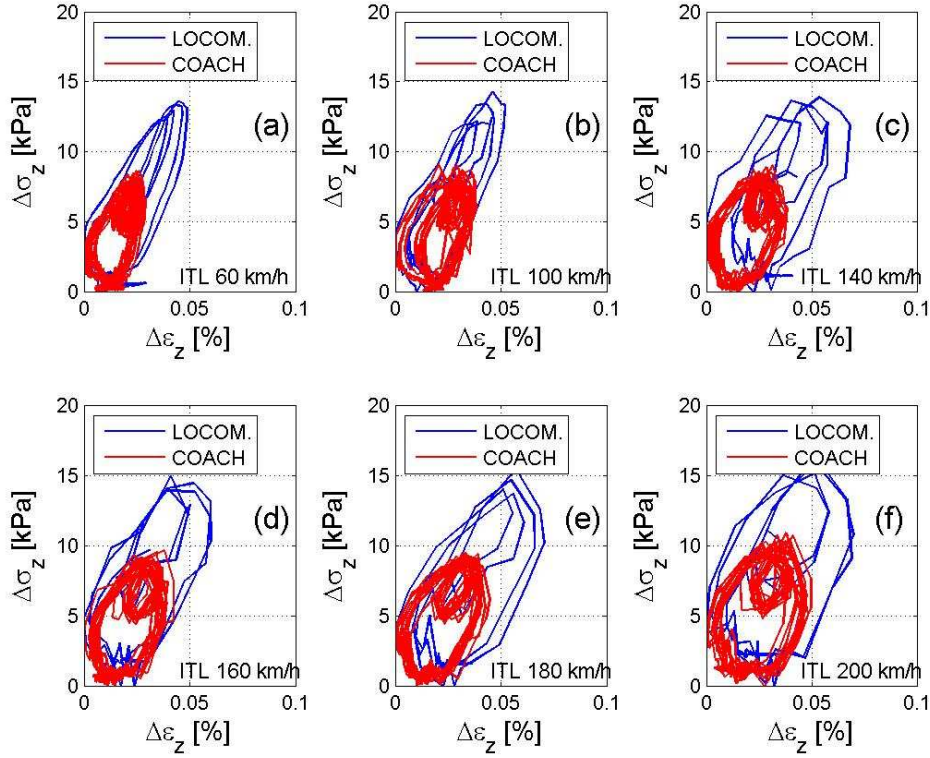 20
LOCOM.
COACH
15
(a)
10
5
0
ITL 60 km/h
0 0.05 0.1
Δσz [kPa]
Δεz [%]
20
LOCOM.
COACH
15
(b)
10
5
0
ITL 100 km/h
0 0.05 0.1
Δσz [kPa]
Δεz [%]
20
LOCOM.
COACH
15
(c)
10
5
0
ITL 140 km/h
0 0.05 0.1
Δσz [kPa]
Δεz [%]
20
LOCOM.
COACH
15
(d)
10
5
0
ITL 160 km/h
0 0.05 0.1
Δσz [kPa]
Δεz [%]
20
LOCOM.
COACH
15
(e)
10
5
0
ITL 180 km/h
0 0.05 0.1
Δσz [kPa]
Δεz [%]
20
LOCOM.
COACH
15
(f)
10
5
0
ITL 200 km/h
0 0.05 0.1
Δσz [kPa]
Δεz [%]